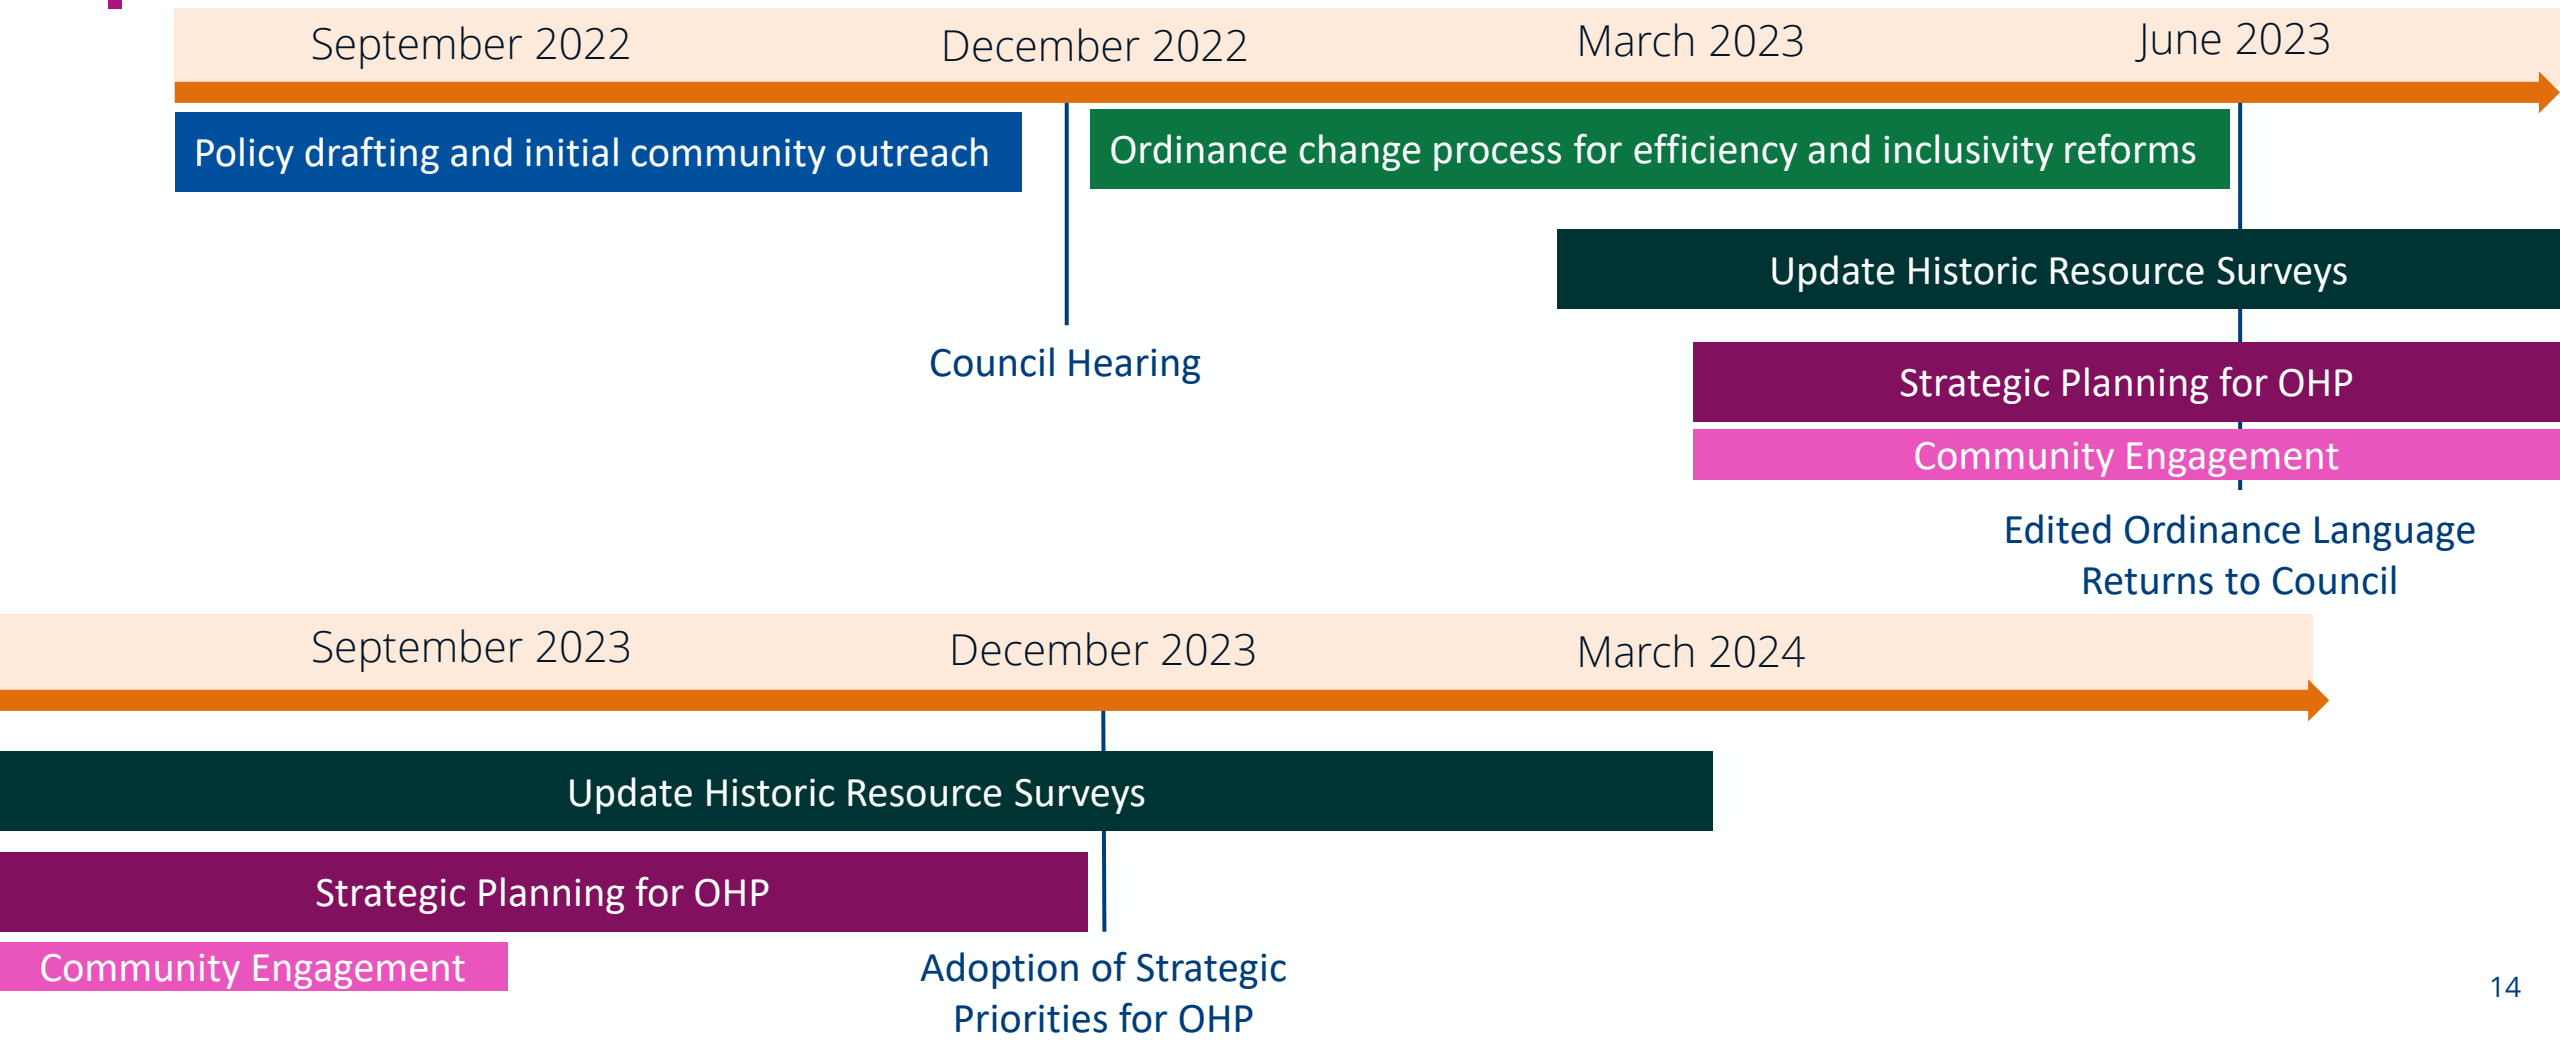 September 2022
December 2022
March 2023
June 2023
Policy drafting and initial community outreach
Ordinance change process for efficiency and inclusivity reforms
Update Historic Resource Surveys
Council Hearing
Strategic Planning for OHP
Community Engagement
Edited Ordinance Language
Returns to Council
September 2023
December 2023
March 2024
Update Historic Resource Surveys
Strategic Planning for OHP
Community Engagement
Adoption of Strategic
Priorities for OHP
14